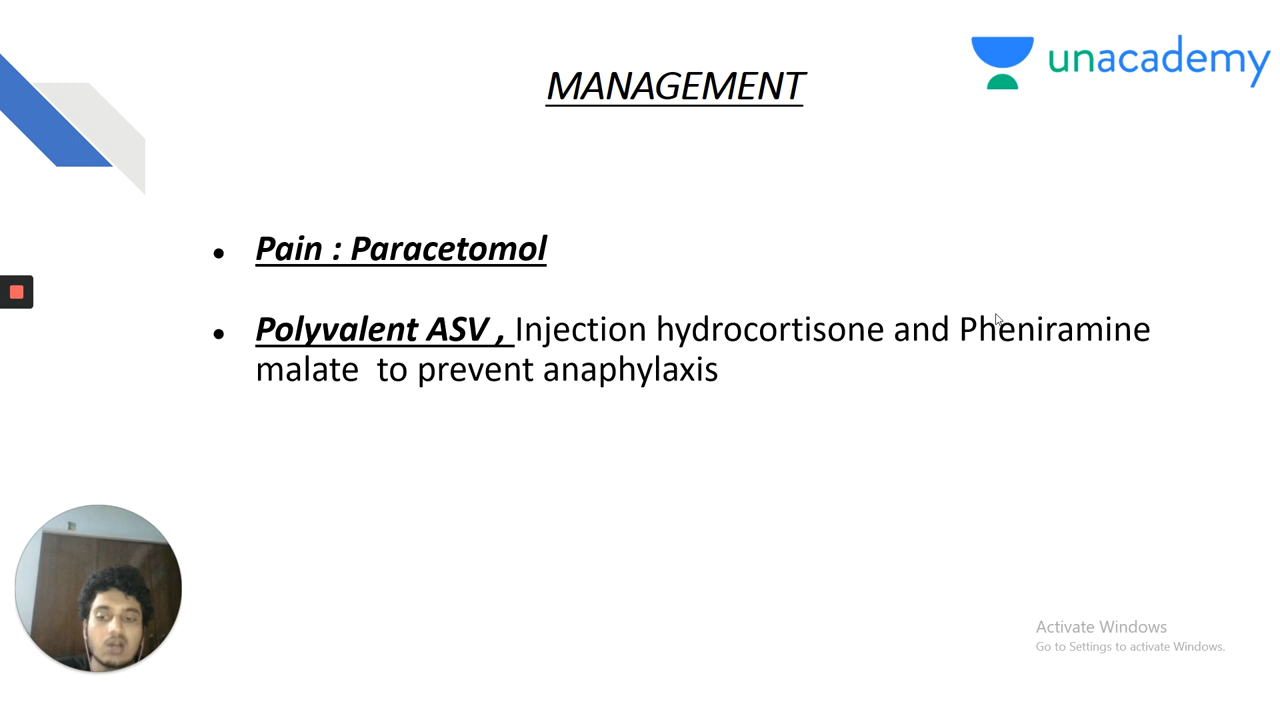 unacademy
MANAGEMENT
● Pain : Paracetomol
● Polyvalent ASV , Injection hydrocortisone and Pheniramine
malate  to prevent anaphylaxis
Activate Windows
Go to Settings to activate Windows.